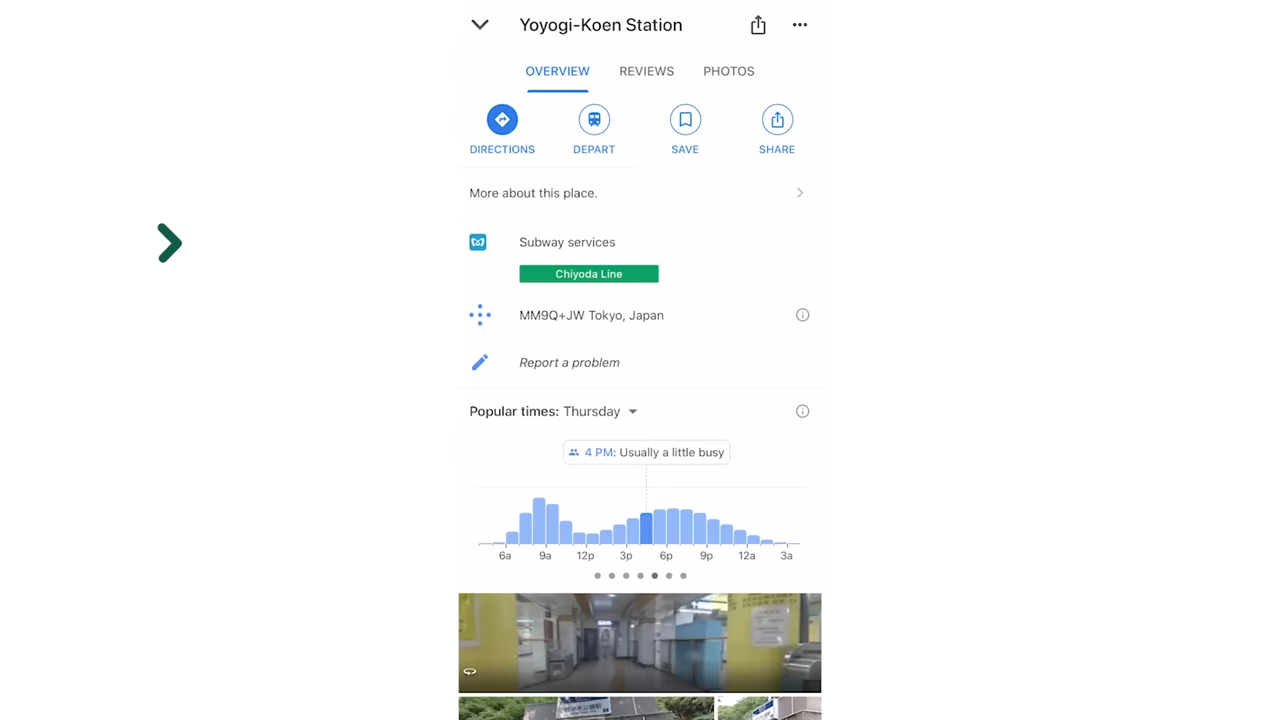 Yoyogi-Koen Station
OVERVIEW REVIEWS PHOTOS
DIRECTIONS DEPART SAVE SHARE
More about this place.
Subway services
Chiyoda Line
MM9Q+JW Tokyo, Japan
Report a problem
Popular times: Thursday
4 PM: Usually a little busy
6a 9a 12p 3p 6p 9p 12a 3a